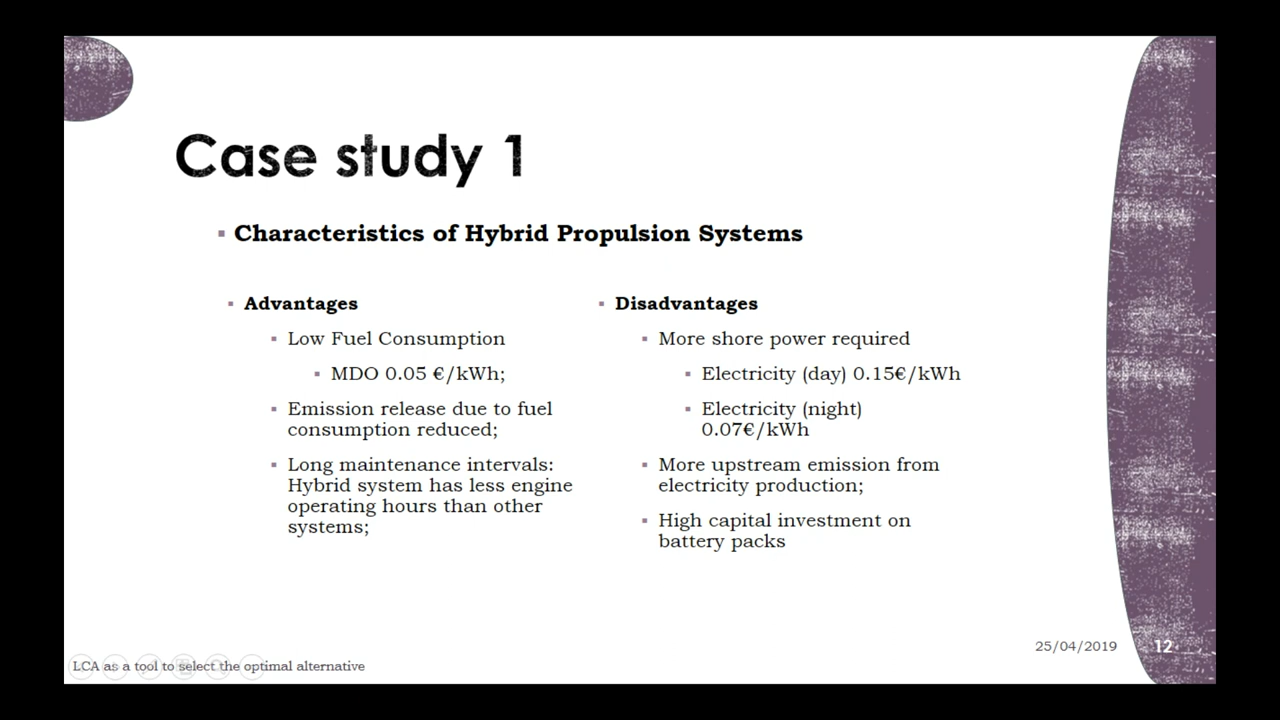 Case study 1
Characteristics of Hybrid Propulsion Systems
Advantages
Low Fuel Consumption
MDO 0.05 €/kWh;
Emission release due to fuel
consumption reduced;
Long maintenance intervals:
Hybrid system has less engine
operating hours than other
systems;
Disadvantages
More shore power required
Electricity (day) 0.15€/kWh
Electricity (night)
0.07€/kWh
More upstream emission from
electricity production;
High capital investment on
battery packs
25/04/2019
12
LCA as a tool to select the optimal alternative